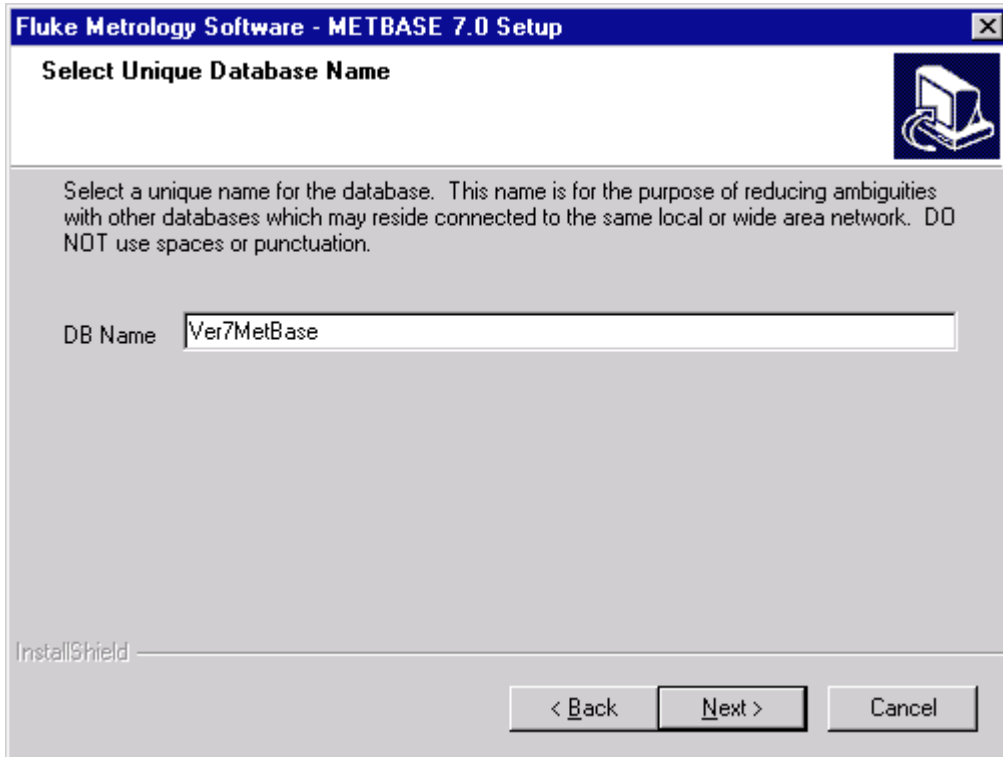 Fluke Metrology Software - METBASE 7.0 Setup
Select Unique Database Name
Select a unique name for the database.  This name is for the purpose of reducing ambiguities
with other databases which may reside connected to the same local or wide area network.  DO
NOT use spaces or punctuation.
DB Name
Ver7MetBase
InstallShield
< Back
Next >
Cancel